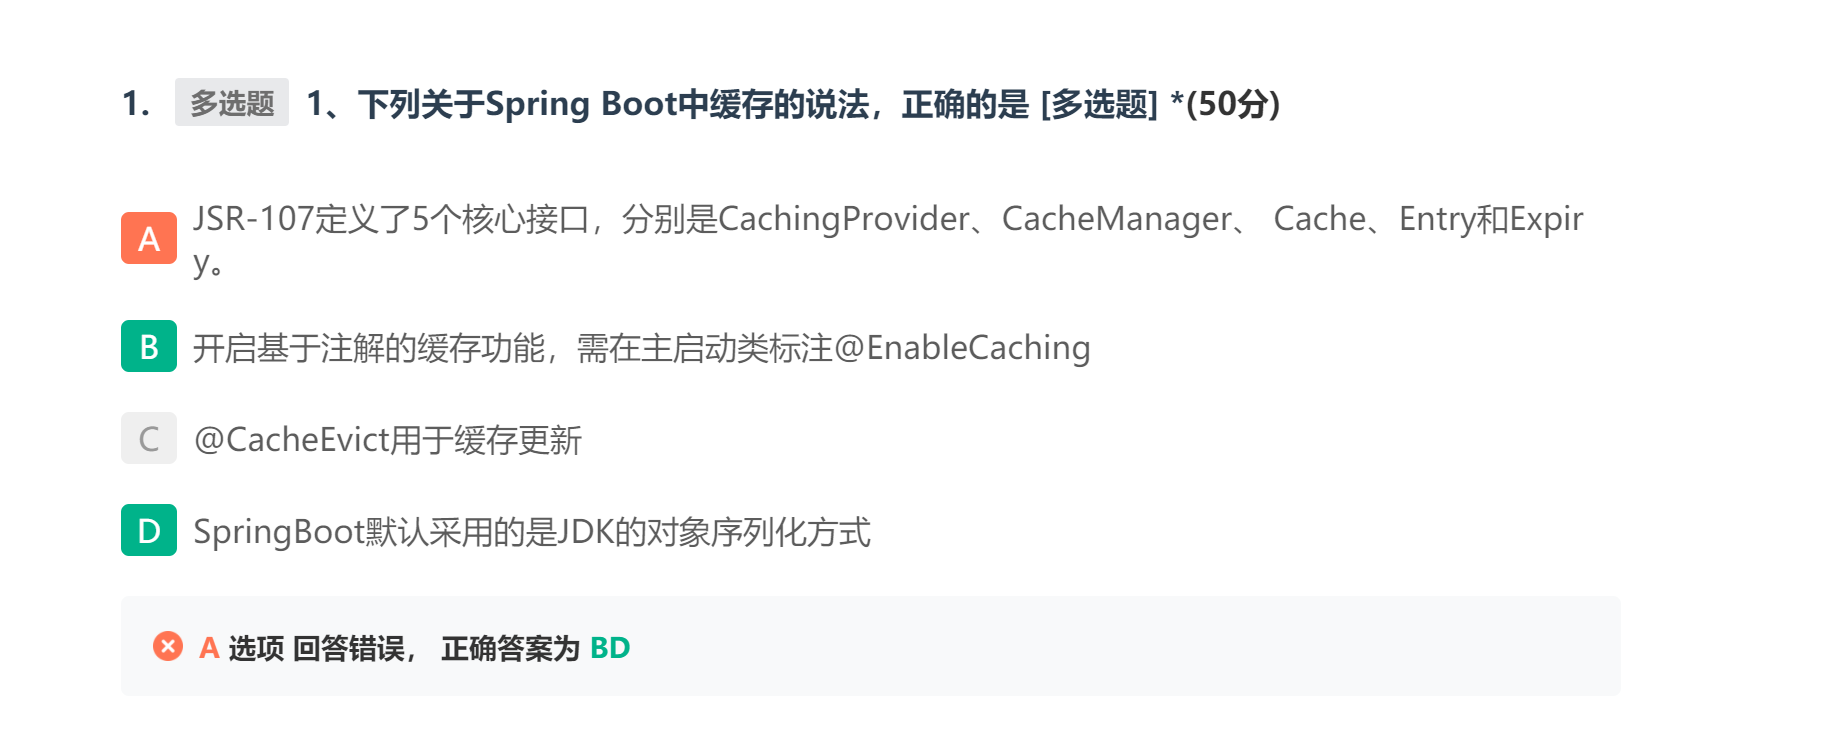 1. 多选题 1、下列关于Spring Boot中缓存的说法，正确的是 [多选题] *(50分)
A JSR-107定义了5个核心接口，分别是CachingProvider、CacheManager、 Cache、Entry和Expir
y。
B 开启基于注解的缓存功能，需在主启动类标注@EnableCaching
C @CacheEvict用于缓存更新
D SpringBoot默认采用的是JDK的对象序列化方式
A 选项 回答错误， 正确答案为 BD